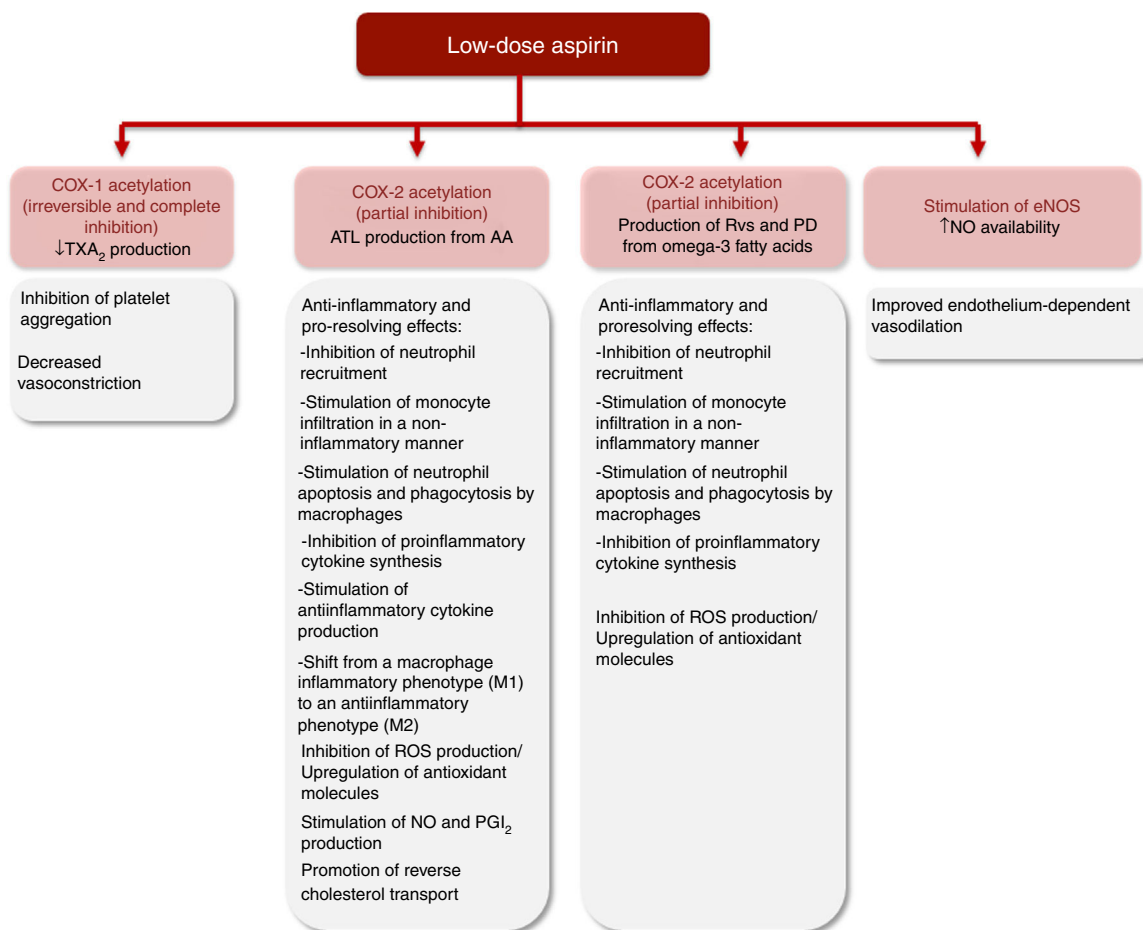 Low-dose aspirin
COX-1 acetylation
(irreversible and complete
inhibition)
↓TXA₂ production
Inhibition of platelet
aggregation
Decreased
vasoconstriction
COX-2 acetylation
(partial inhibition)
ATL production from AA
Anti-inflammatory and
pro-resolving effects:
-Inhibition of neutrophil
recruitment
-Stimulation of monocyte
infiltration in a non-
inflammatory manner
-Stimulation of neutrophil
apoptosis and phagocytosis by
macrophages
-Inhibition of proinflammatory
cytokine synthesis
-Stimulation of
antiinflammatory cytokine
production
-Shift from a macrophage
inflammatory phenotype (M1)
to an antiinflammatory
phenotype (M2)
Inhibition of ROS production/
Upregulation of antioxidant
molecules
Stimulation of NO and PGI₂
production
Promotion of reverse
cholesterol transport
COX-2 acetylation
(partial inhibition)
Production of Rvs and PD
from omega-3 fatty acids
Anti-inflammatory and
proresolving effects:
-Inhibition of neutrophil
recruitment
-Stimulation of monocyte
infiltration in a non-
inflammatory manner
-Stimulation of neutrophil
apoptosis and phagocytosis by
macrophages
-Inhibition of proinflammatory
cytokine synthesis
Inhibition of ROS production/
Upregulation of antioxidant
molecules
Stimulation of eNOS
↑NO availability
Improved endothelium-dependent
vasodilation